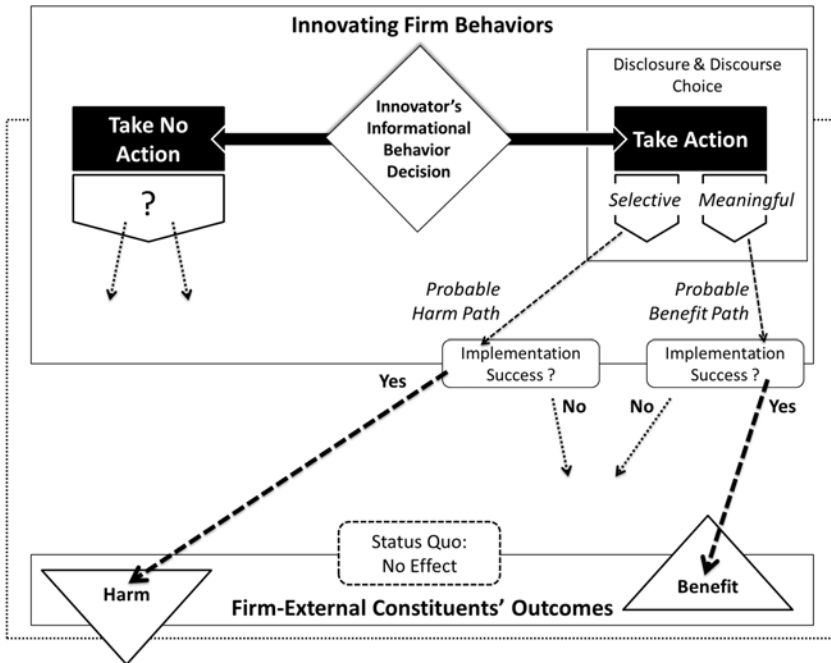 Innovating Firm Behaviors
Disclosure & Discourse
Choice
Take No
Action
Innovator's
Informational
Behavior
Decision
Take Action
?
Selective
Meaningful
Probable
Harm Path
Probable
Benefit Path
Implementation
Success ?
Implementation
Success ?
Yes
No
No
Yes
Status Quo:
No Effect
Harm
Benefit
Firm-External Constituents' Outcomes